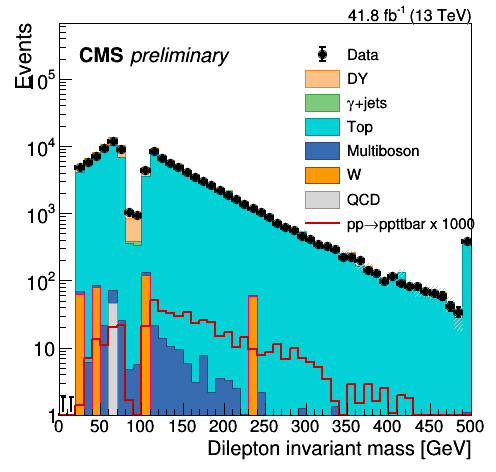 41.8 fb⁻¹ (13 TeV)
Events
CMS preliminary
Data
DY
γ+jets
Top
Multiboson
W
QCD
pp→ppttbar x 1000
10⁵
10⁴
10³
10²
10
1
0 50 100 150 200 250 300 350 400 450 500
Dilepton invariant mass [GeV]